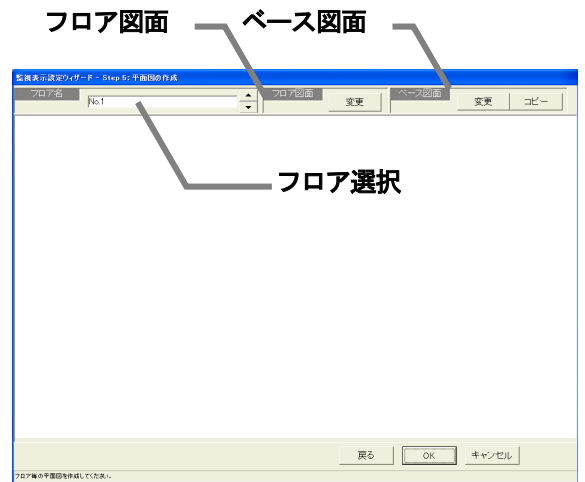 フロア図面
ベース図面
監視表示設定ウィザード - Step 5: 平面図の作成
フロア名
No.1
フロア図面
変更
ベース図面
変更
コピー
フロア選択
戻る
OK
キャンセル
フロア毎の平面図を作成してください。